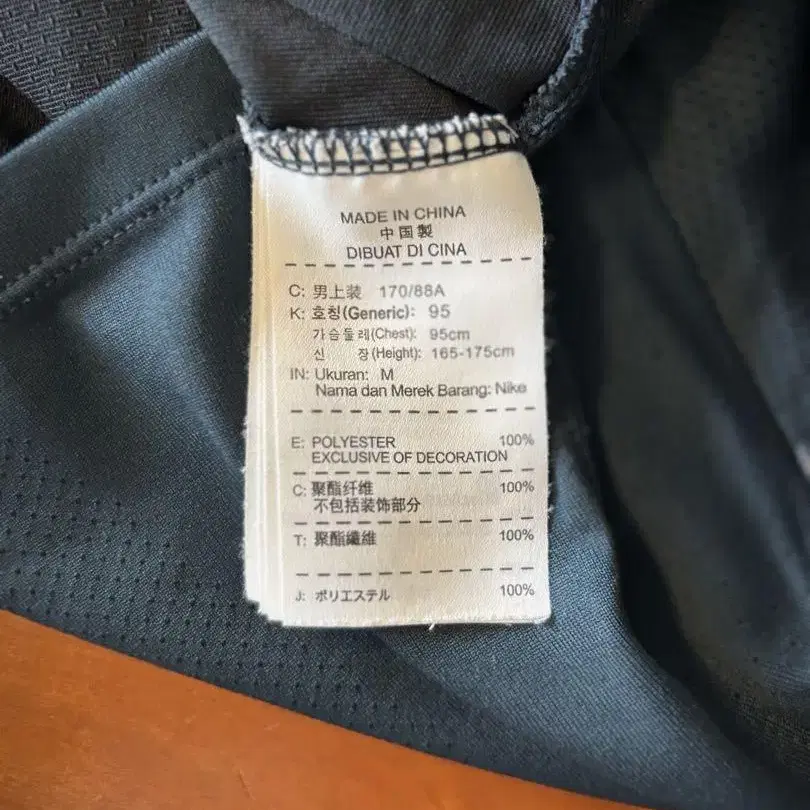 MADE IN CHINA
中国製
DIBUAT DI CINA
C: 男上装 170/88A
K: 호칭(Generic): 95
가슴둘레(Chest): 95cm
신 장(Height): 165-175cm
IN: Ukuran: M
Nama dan Merek Barang: Nike
E: POLYESTER 100%
EXCLUSIVE OF DECORATION
C: 聚酯纤维 100%
不包括装饰部分
T: 聚酯纖維 100%
J: ポリエステル 100%